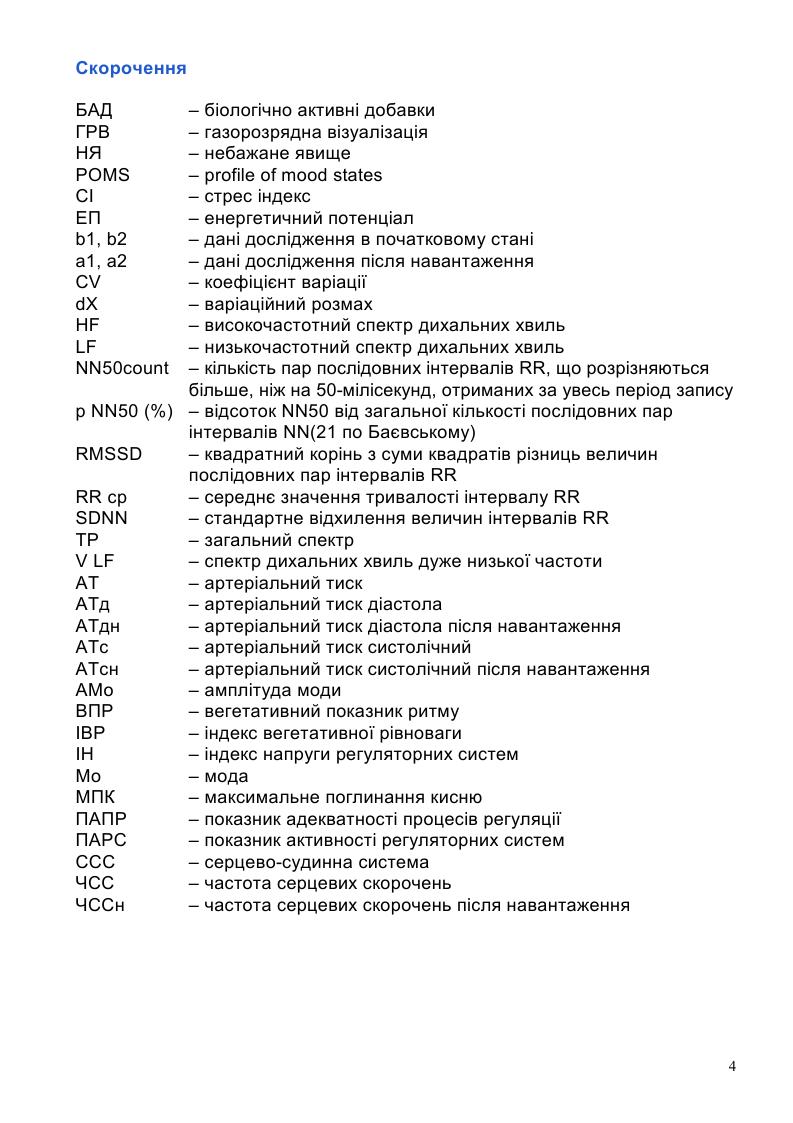 Скорочення
БАД – біологічно активні добавки
ГРВ – газорозрядна візуалізація
НЯ – небажане явище
POMS – profile of mood states
СІ – стрес індекс
ЕП – енергетичний потенціал
b1, b2 – дані дослідження в початковому стані
a1, a2 – дані дослідження після навантаження
CV – коефіцієнт варіації
dX – варіаційний розмах
HF – високочастотний спектр дихальних хвиль
LF – низькочастотний спектр дихальних хвиль
NN50count – кількість пар послідовних інтервалів RR, що розрізняються
більше, ніж на 50-мілісекунд, отриманих за увесь період запису
p NN50 (%) – відсоток NN50 від загальної кількості послідовних пар
інтервалів NN(21 по Баєвському)
RMSSD – квадратний корінь з суми квадратів різниць величин
послідовних пар інтервалів RR
RR ср – середнє значення тривалості інтервалу RR
SDNN – стандартне відхилення величин інтервалів RR
TP – загальний спектр
V LF – спектр дихальних хвиль дуже низької частоти
АТ – артеріальний тиск
АТд – артеріальний тиск діастола
АТдн – артеріальний тиск діастола після навантаження
АТс – артеріальний тиск систолічний
АТсн – артеріальний тиск систолічний після навантаження
АМо – амплітуда моди
ВПР – вегетативний показник ритму
ІВР – індекс вегетативної рівноваги
ІН – індекс напруги регуляторних систем
Мо – мода
МПК – максимальне поглинання кисню
ПАПР – показник адекватності процесів регуляції
ПАРС – показник активності регуляторних систем
ССС – серцево-судинна система
ЧСС – частота серцевих скорочень
ЧССн – частота серцевих скорочень після навантаження
4